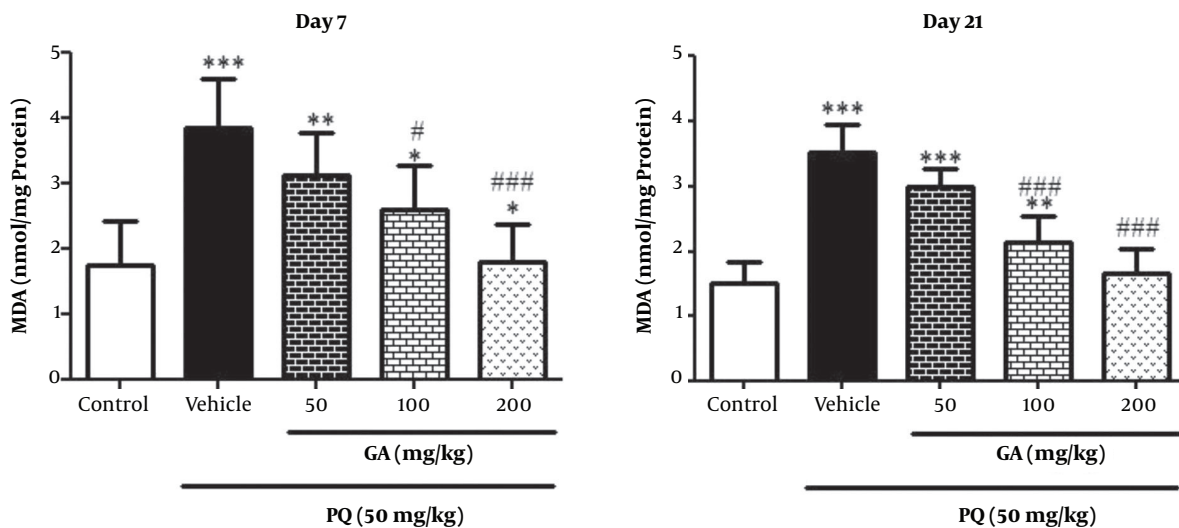 Day 7
MDA (nmol/mg Protein)
5
4
3
2
1
0
***
**
#
*
###
*
Control Vehicle 50 100 200
GA (mg/kg)
PQ (50 mg/kg)
Day 21
MDA (nmol/mg Protein)
5
4
3
2
1
0
***
***
###
**
###
Control Vehicle 50 100 200
GA (mg/kg)
PQ (50 mg/kg)